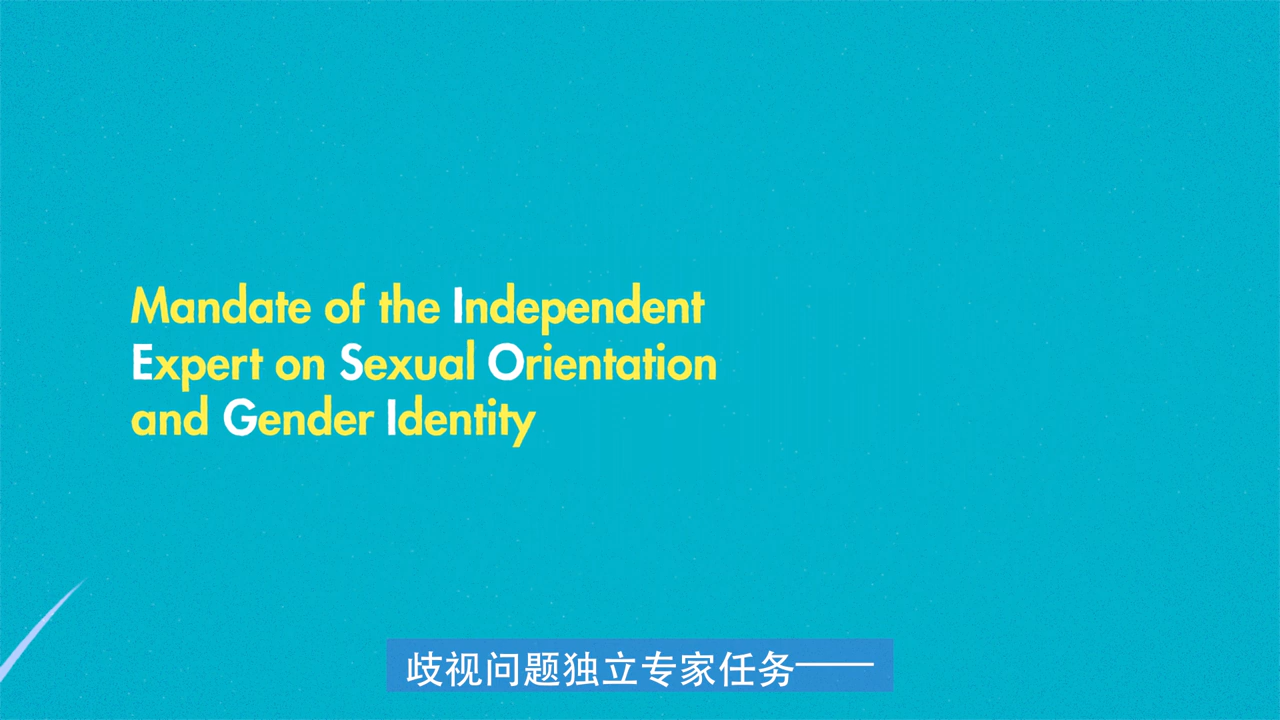 Mandate of the Independent
Expert on Sexual Orientation
and Gender Identity
歧视问题独立专家任务——